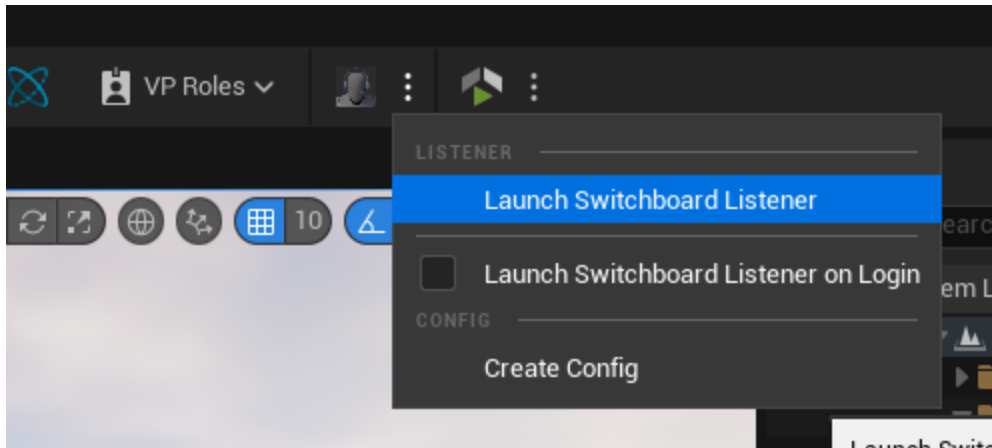 VP Roles
LISTENER
Launch Switchboard Listener
10
Launch Switchboard Listener on Login
CONFIG
Create Config